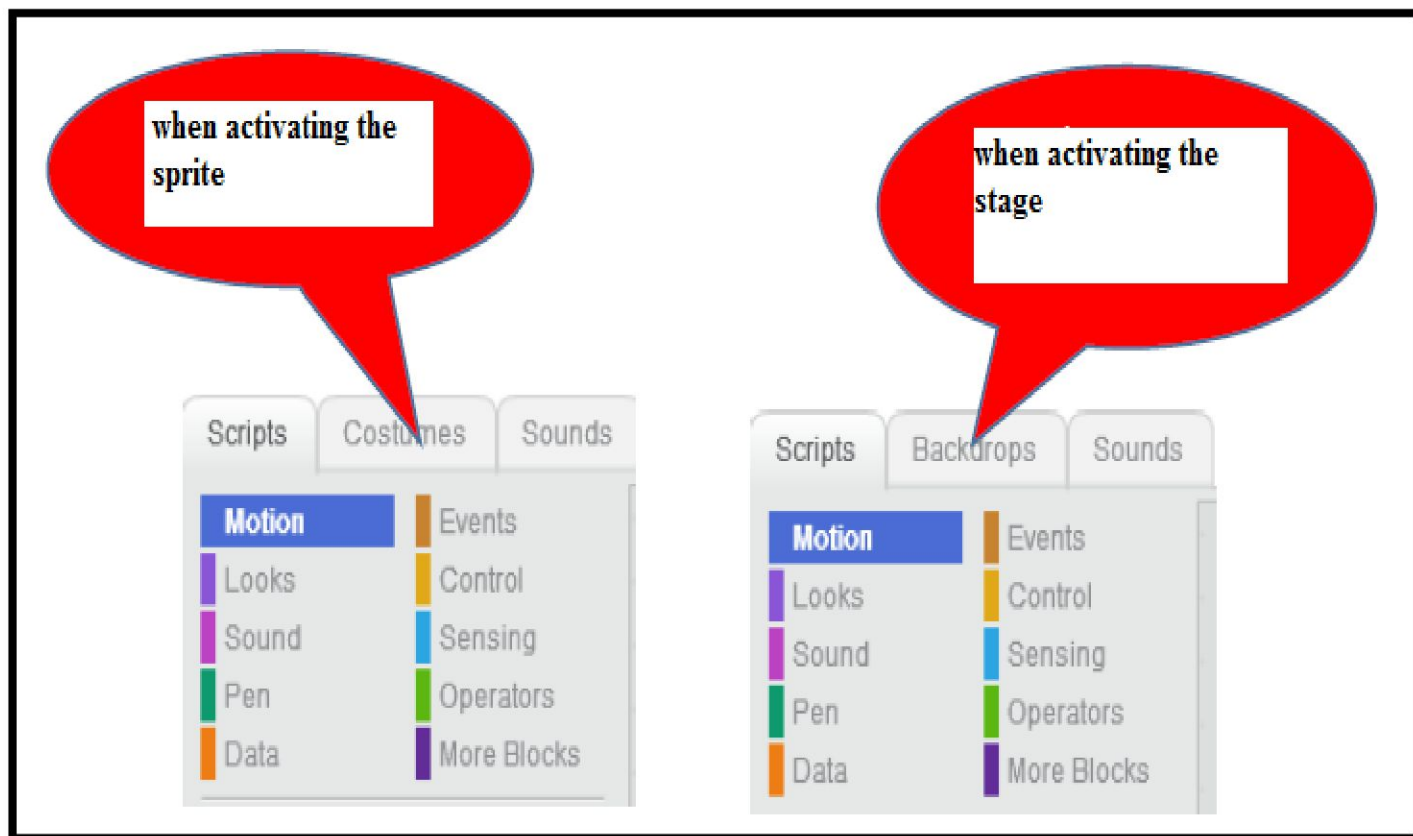 when activating the
sprite
when activating the
stage
Scripts Costumes Sounds
Motion Events
Looks Control
Sound Sensing
Pen Operators
Data More Blocks
Scripts Backdrops Sounds
Motion Events
Looks Control
Sound Sensing
Pen Operators
Data More Blocks